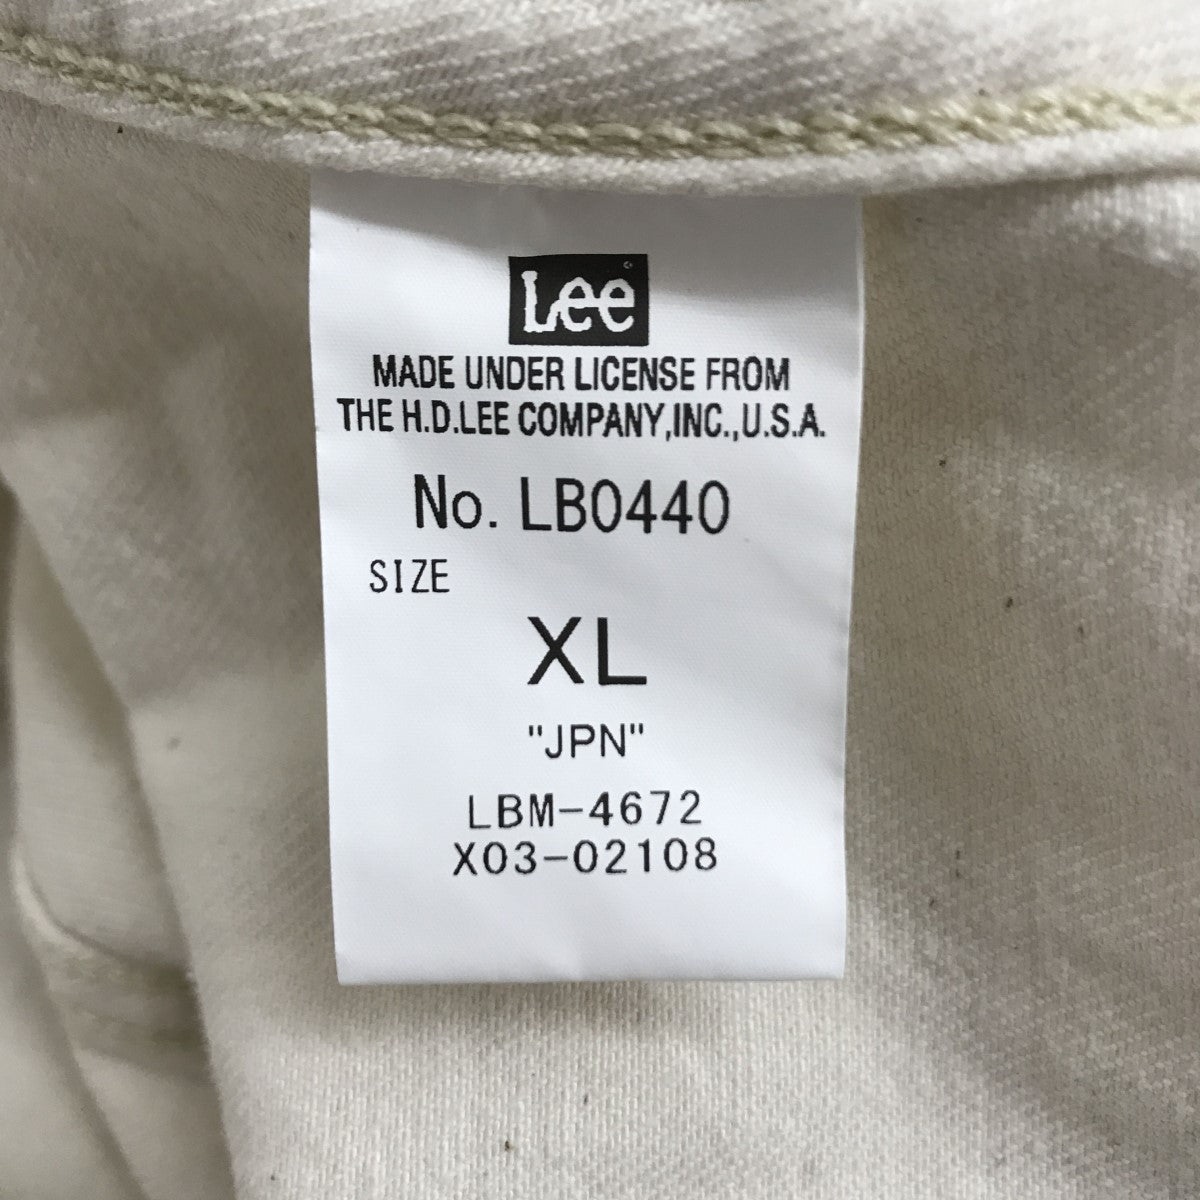 Lee
MADE UNDER LICENSE FROM
THE H.D.LEE COMPANY,INC.,U.S.A.
No. LB0440
SIZE
XL
"JPN"
LBM-4672
X03-02108